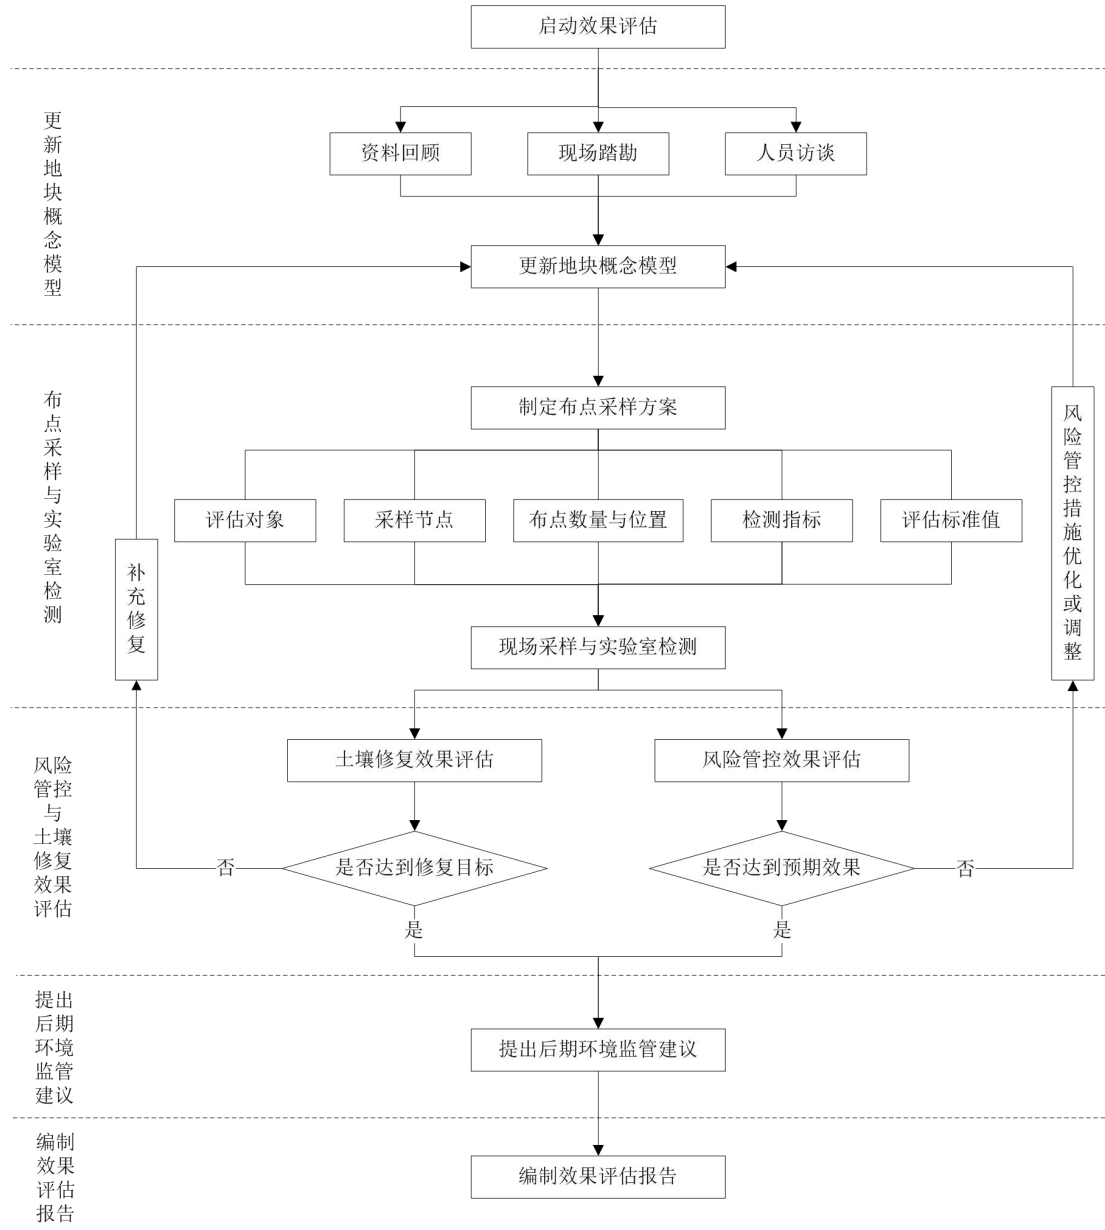 启动效果评估
更新地块概念模型
资料回顾
现场踏勘
人员访谈
更新地块概念模型
布点采样与实验室检测
制定布点采样方案
评估对象
采样节点
布点数量与位置
检测指标
评估标准值
补充修复
风险管控措施优化或调整
现场采样与实验室检测
风险
管控
与
土壤
修复
效果
评估
土壤修复效果评估
风险管控效果评估
否
是否达到修复目标
是否达到预期效果
否
是
是
提出
后期
环境
监管
建议
提出后期环境监管建议
编制
效果
评估
报告
编制效果评估报告